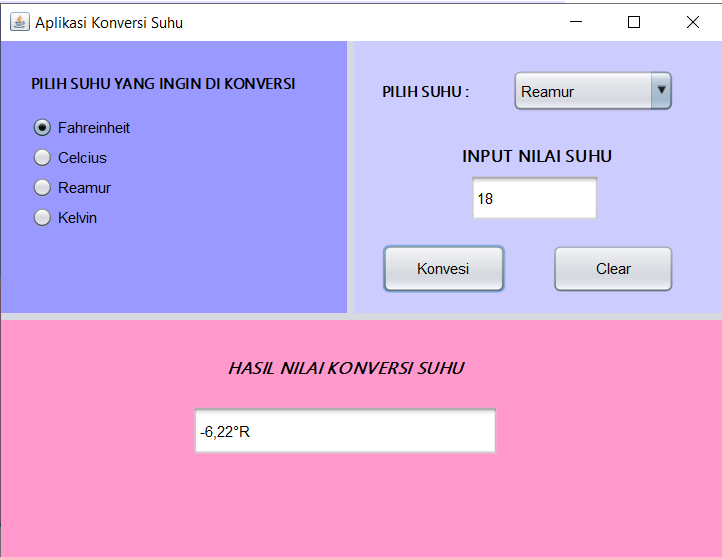 Aplikasi Konversi Suhu
PILIH SUHU YANG INGIN DI KONVERSI
Fahreinheit
Celcius
Reamur
Kelvin
PILIH SUHU :
Reamur
INPUT NILAI SUHU
18
Konvesi
Clear
HASIL NILAI KONVERSI SUHU
-6,22°R